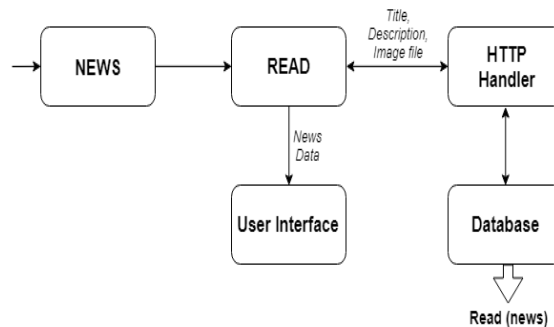 Title,
Description,
Image file
NEWS
READ
HTTP
Handler
News
Data
User Interface
Database
Read (news)